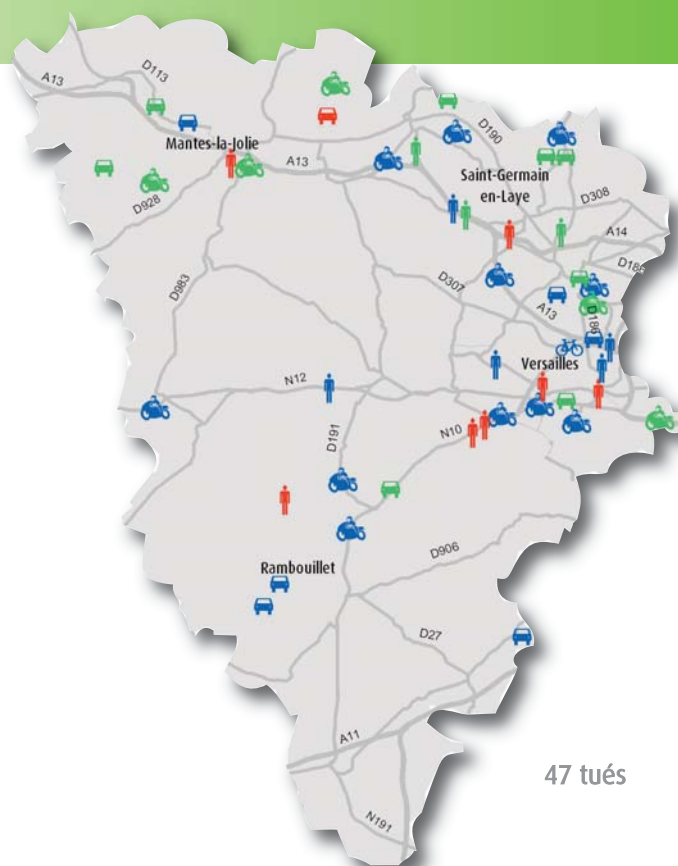 A13
D113
Mantes-la-Jolie
D190
A13
Saint-Germain
en-Laye
D928
D308
A14
D983
D307
A13
D186
Versailles
N12
D191
N10
D906
Rambouillet
D27
A11
47 tués
N191